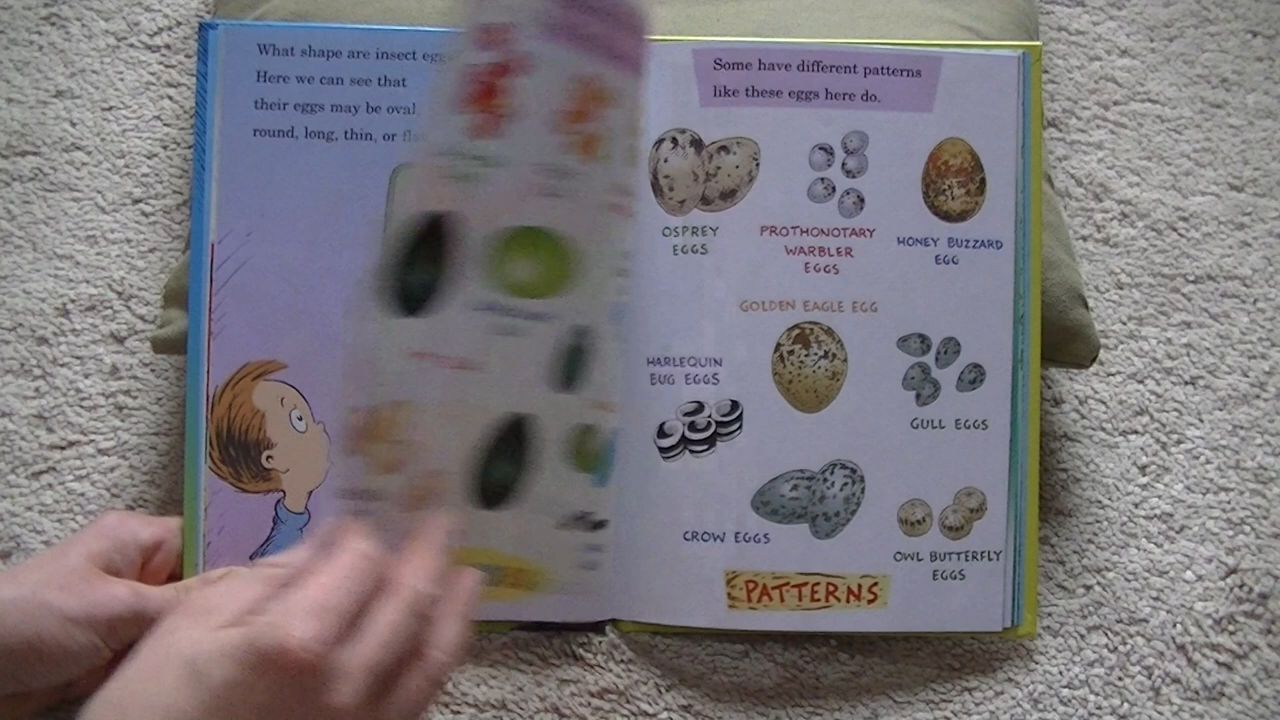 What shape are insect
Here we can see that
their eggs may be oval
round, long, thin, or
Some have different patterns
like these eggs here do.
OSPREY
EGGS
PROTHONOTARY
WARBLER
EGGS
HONEY BUZZARD
EGG
GOLDEN EAGLE EGG
HARLEQUIN
BUG EGGS
GULL EGGS
CROW EGGS
OWL BUTTERFLY
EGGS
PATTERNS